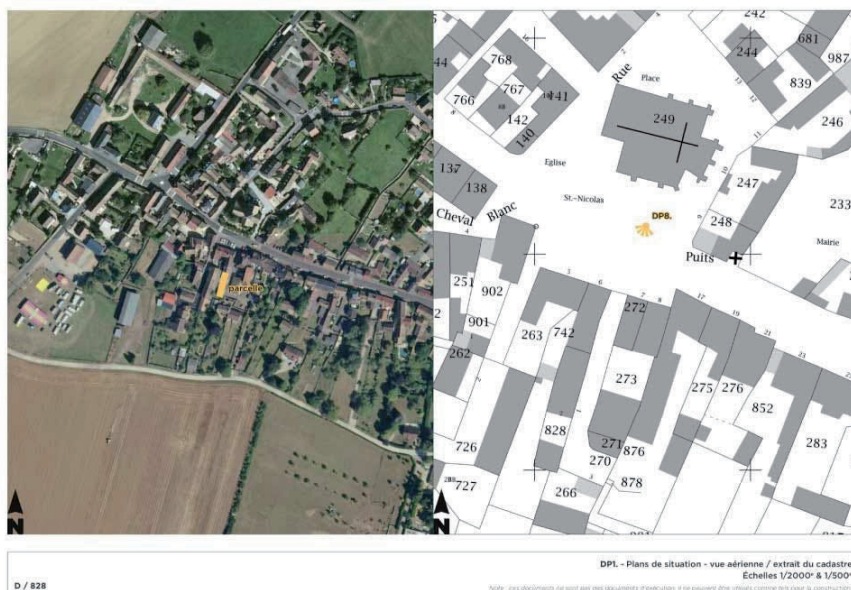 parcelle
N
242
681
244
987
839
246
768
767
766
141
142
140
44
Rue
Place
249
Eglise
St.-Nicolas
137
138
Cheval Blanc
DP8.
247
248
233
Mairie
Puits
251
902
901
262
263
742
272
273
275
276
852
283
828
271
270
876
878
266
726
727
N
D / 828
DP1. - Plans de situation - vue aérienne / extrait du cadastre
Échelles 1/2000ᵉ & 1/500ᵉ